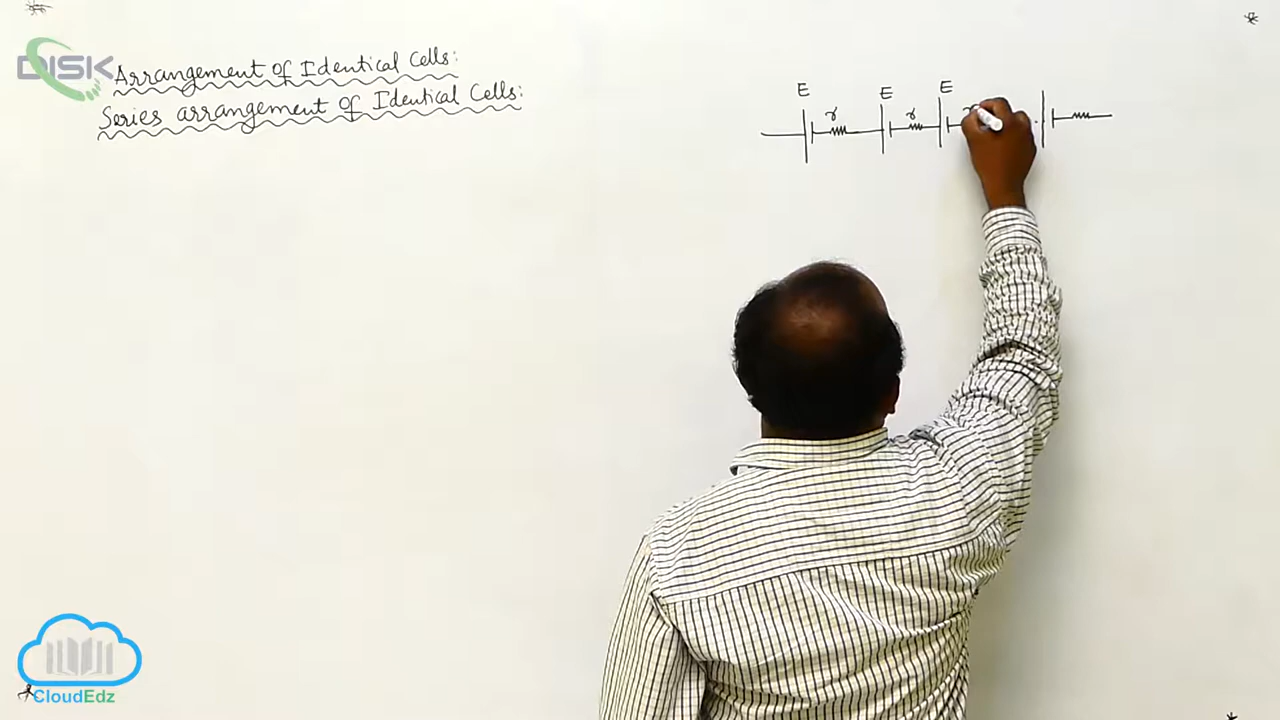 DISK
Arrangement of Identical Cells:
Series arrangement of Identical Cells:
E E E
r r r
CloudEdz